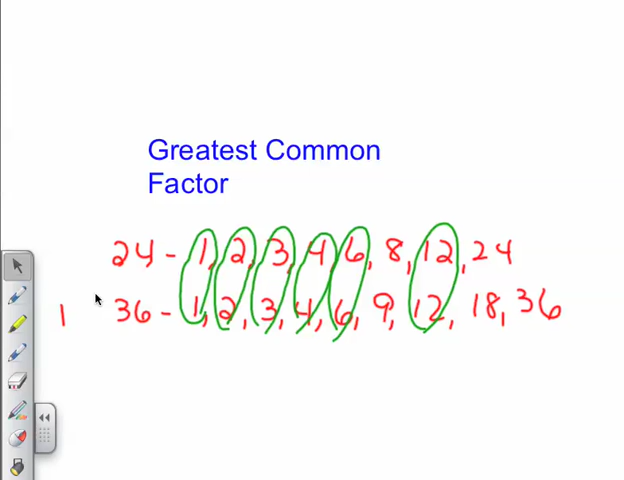 Greatest Common
Factor
24 - 1, 2, 3, 4, 6, 8, 12, 24
1 36 - 1, 2, 3, 4, 6, 9, 12, 18, 36